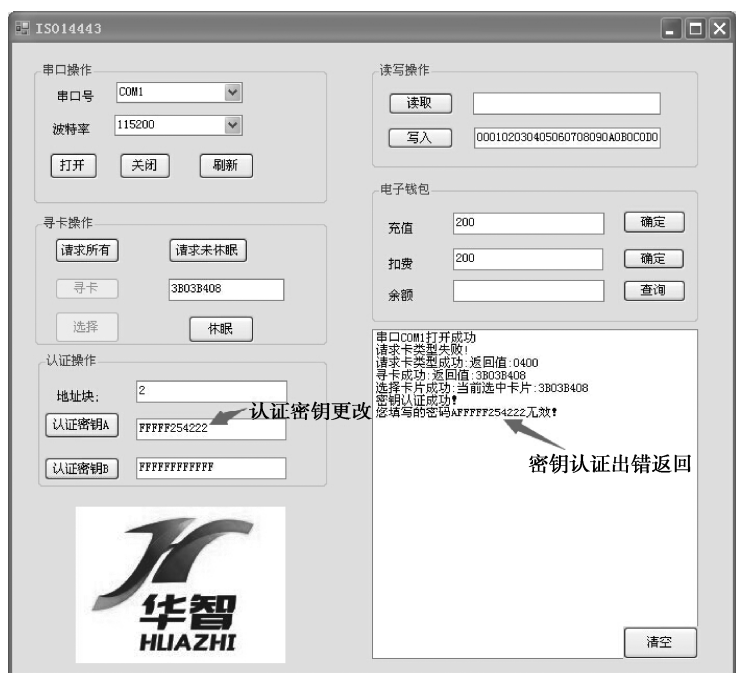 ISO14443
串口操作
串口号 COM1
波特率 115200
打开 关闭 刷新
寻卡操作
请求所有 请求未休眠
寻卡 3B03B408
选择 休眠
认证操作
地址块: 2
认证密钥A FFFFF254222
认证密钥更改
认证密钥B FFFFFFFFFFFF
华智
HUAZHI
读写操作
读取
写入 000102030405060708090A0B0C0D0
电子钱包
充值 200 确定
扣费 200 确定
余额 查询
串口COM1打开成功
请求卡类型失败!
请求卡类型成功:返回值:0400
寻卡成功:返回值:3B03B408
选择卡片成功:当前选中卡片:3B03B408
密钥认证成功!
您填写的密码AFFFFF254222无效!
密钥认证出错返回
清空